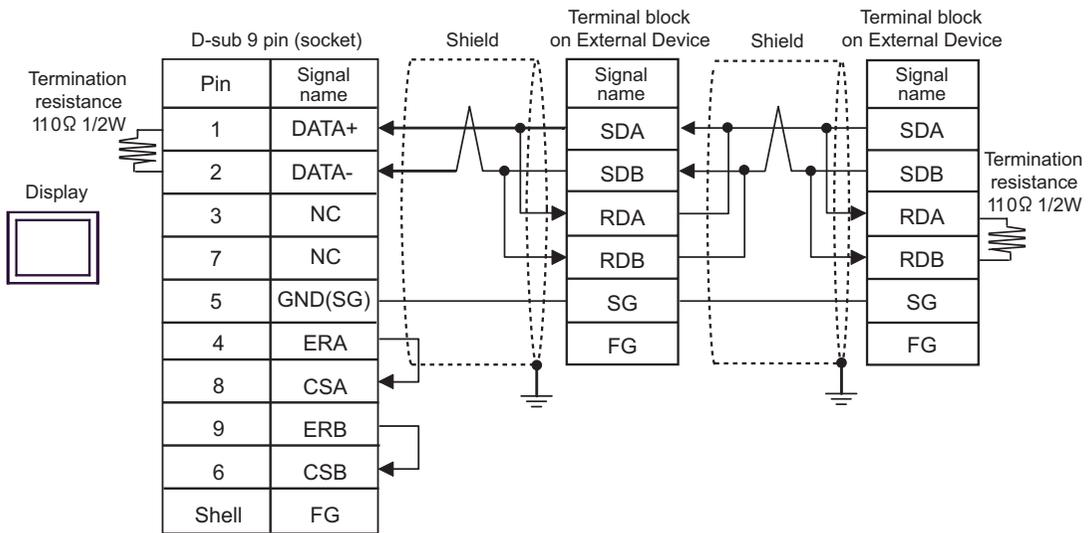 D-sub 9 pin (socket)
Shield
Terminal block
on External Device
Shield
Terminal block
on External Device
Termination
resistance
110Ω 1/2W
Display
Pin
Signal
name
1
DATA+
2
DATA-
3
NC
7
NC
5
GND(SG)
4
ERA
8
CSA
9
ERB
6
CSB
Shell
FG
Signal
name
SDA
SDB
RDA
RDB
SG
FG
Signal
name
SDA
SDB
RDA
RDB
SG
FG
Termination
resistance
110Ω 1/2W